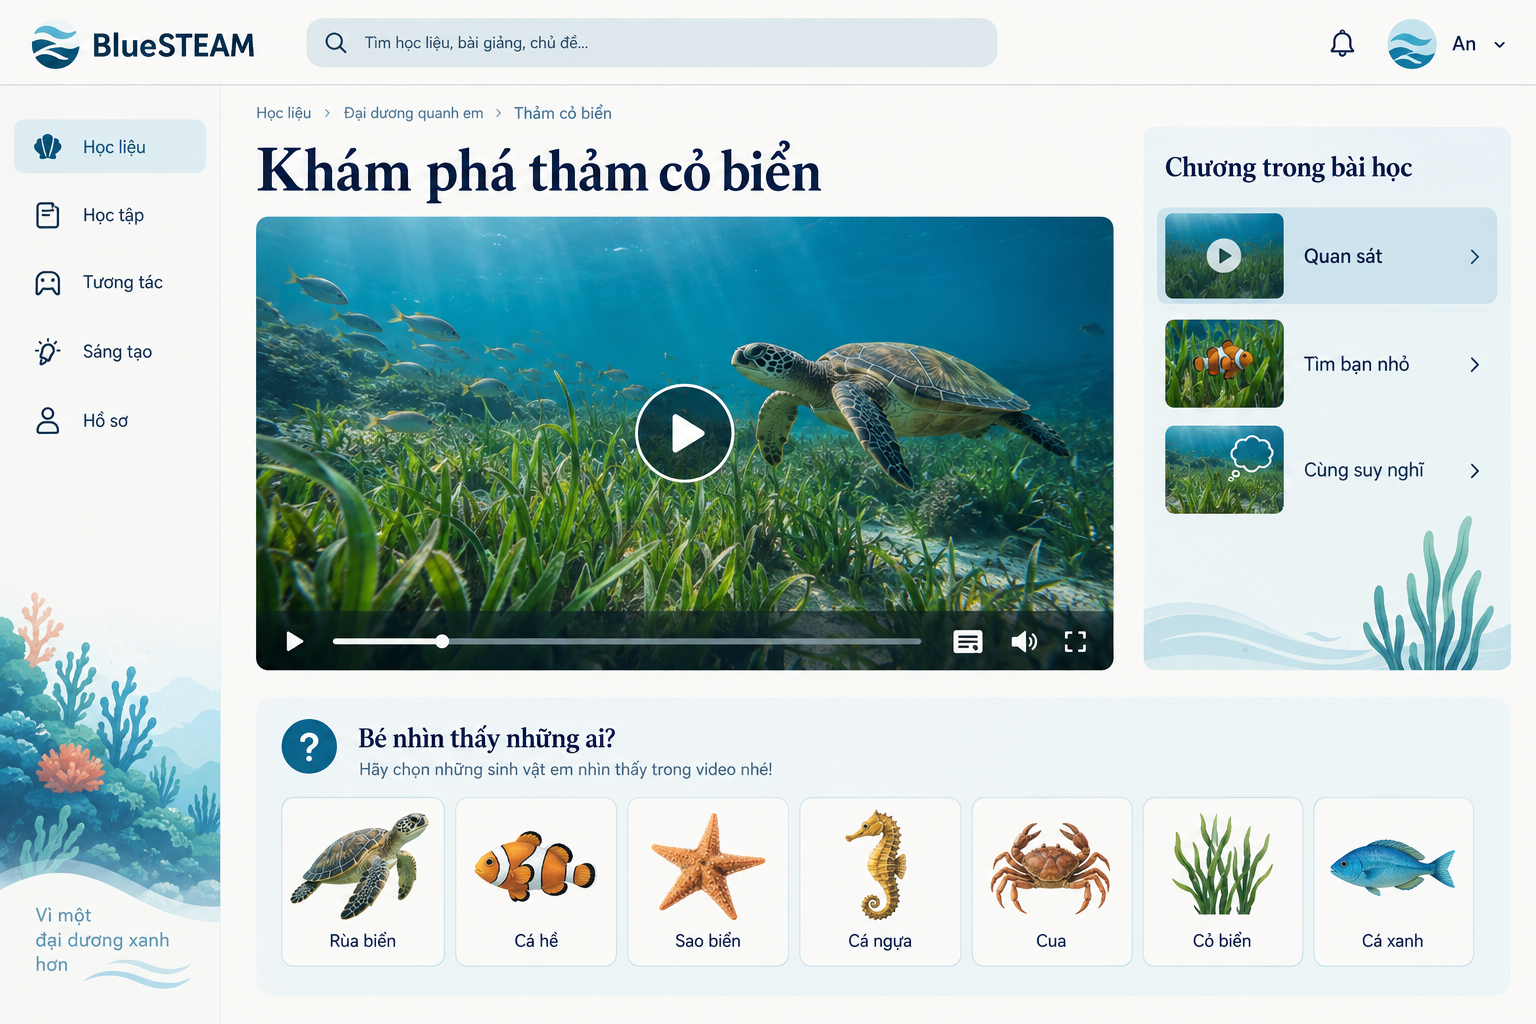 BlueSTEAM
Tìm học liệu, bài giảng, chủ đề...
An
Học liệu
Học tập
Tương tác
Sáng tạo
Hồ sơ
Vì một
đại dương xanh
hơn
Học liệu > Đại dương quanh em > Thảm cỏ biển
Khám phá thảm cỏ biển
Chương trong bài học
Quan sát
Tìm bạn nhỏ
Cùng suy nghĩ
?
Bé nhìn thấy những ai?
Hãy chọn những sinh vật em nhìn thấy trong video nhé!
Rùa biển
Cá hề
Sao biển
Cá ngựa
Cua
Cỏ biển
Cá xanh